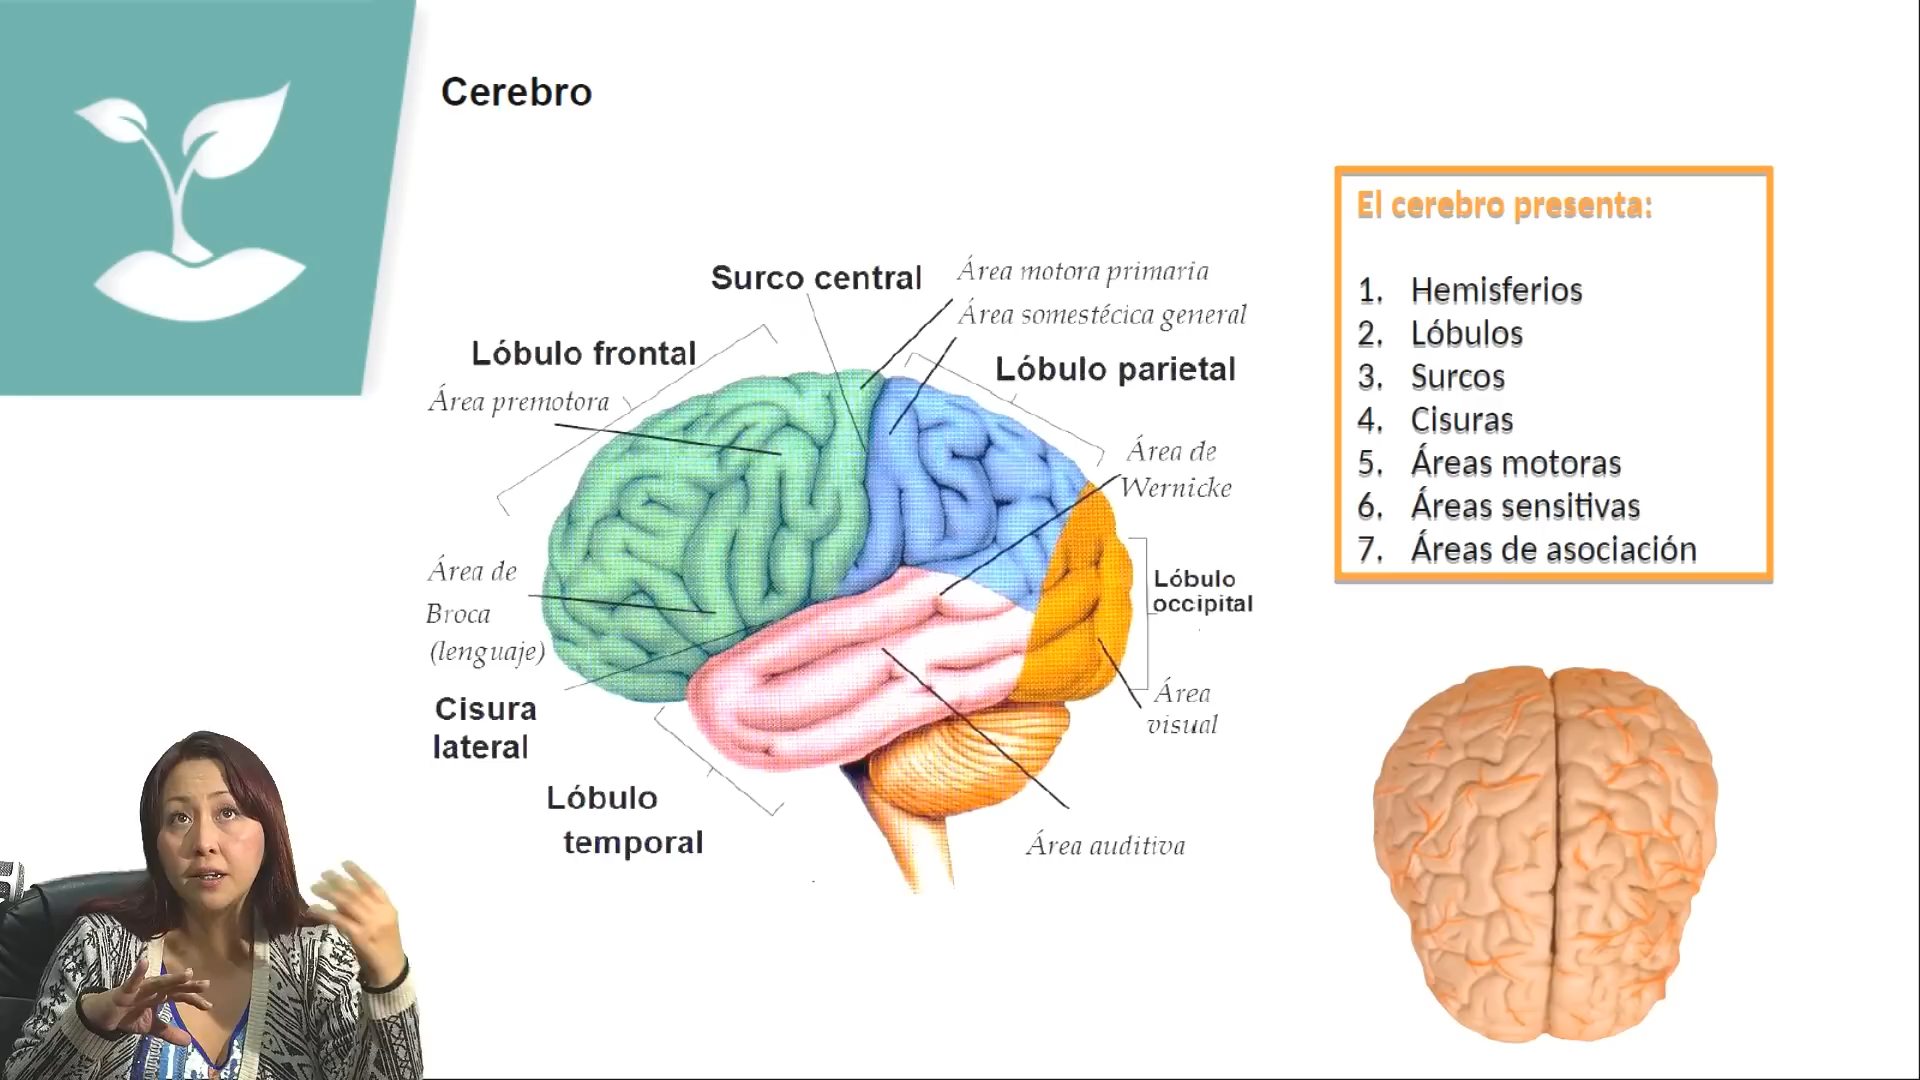 Cerebro
El cerebro presenta:
1. Hemisferios
2. Lóbulos
3. Surcos
4. Cisuras
5. Áreas motoras
6. Áreas sensitivas
7. Áreas de asociación
Surco central
Área motora primaria
Área somestécica general
Lóbulo frontal
Lóbulo parietal
Área premotora
Área de
Wernicke
Área de
Broca
(lenguaje)
Lóbulo
occipital
Cisura
lateral
Área
visual
Lóbulo
temporal
Área auditiva